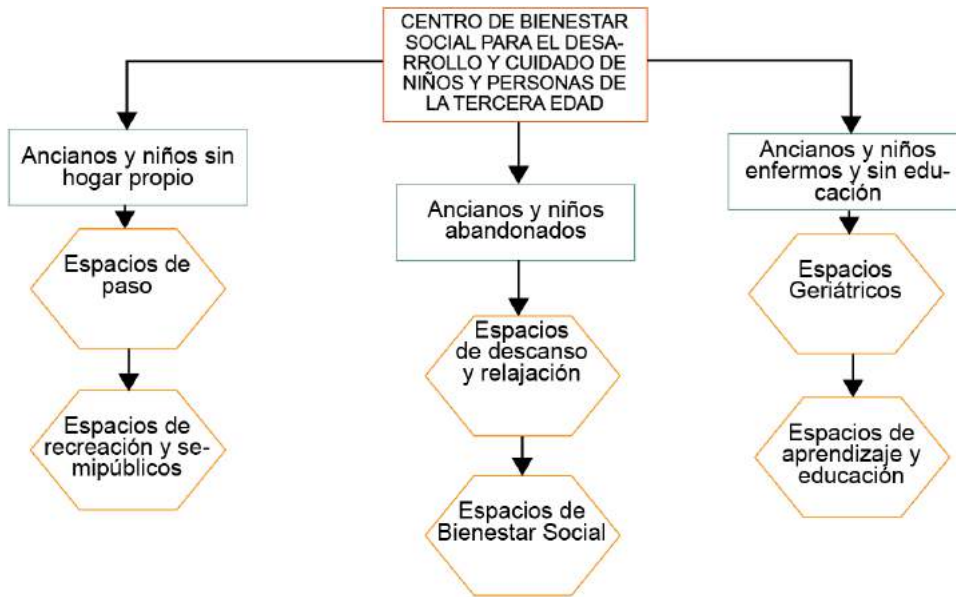 CENTRO DE BIENESTAR
SOCIAL PARA EL DESA-
RROLLO Y CUIDADO DE
NIÑOS Y PERSONAS DE
LA TERCERA EDAD
Ancianos y niños sin
hogar propio
Ancianos y niños
abandonados
Ancianos y niños
enfermos y sin edu-
cación
Espacios de
paso
Espacios
de descanso
y relajación
Espacios
Geriátricos
Espacios de
recreación y se-
mipúblicos
Espacios de
Bienestar Social
Espacios de
aprendizaje y
educación